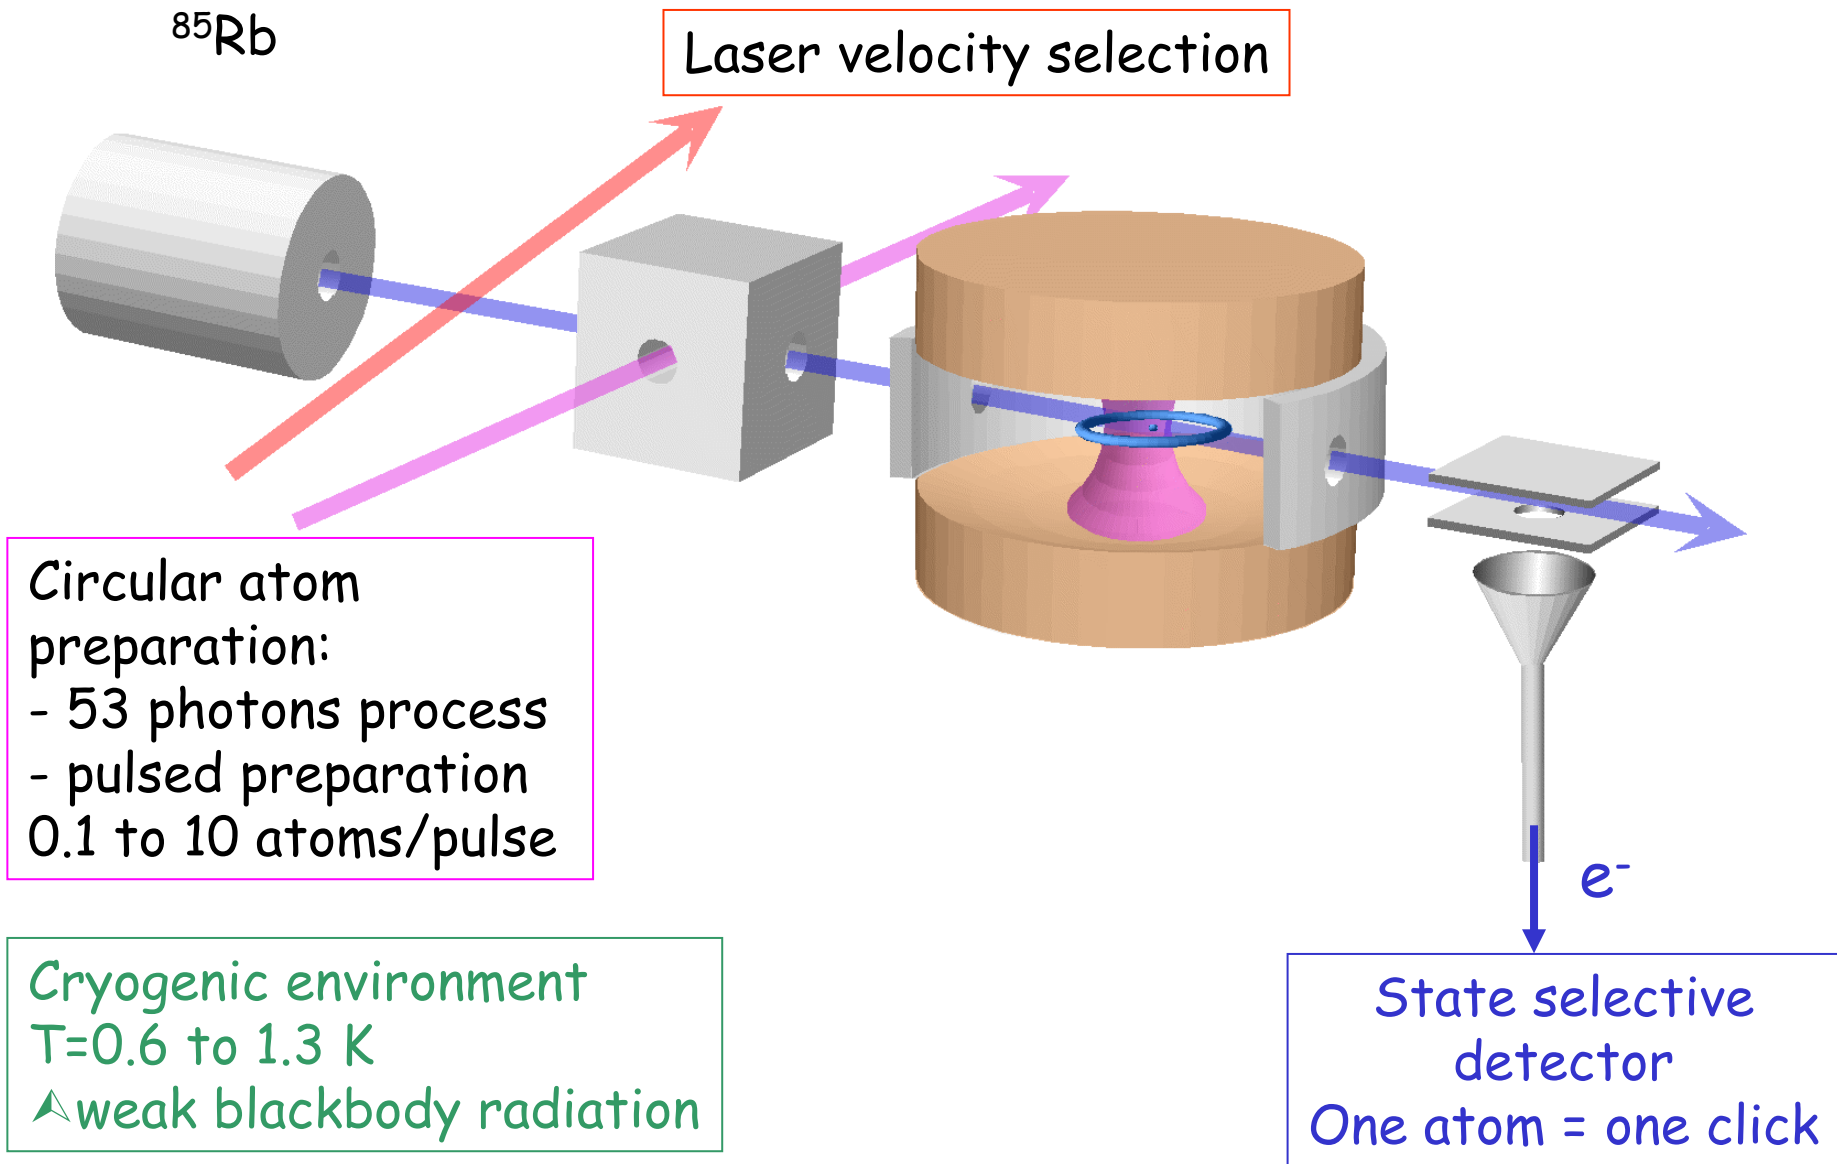 ⁸⁵Rb
Laser velocity selection
Circular atom
preparation:
- 53 photons process
- pulsed preparation
0.1 to 10 atoms/pulse
Cryogenic environment
T=0.6 to 1.3 K
⮝weak blackbody radiation
e⁻
State selective
detector
One atom = one click